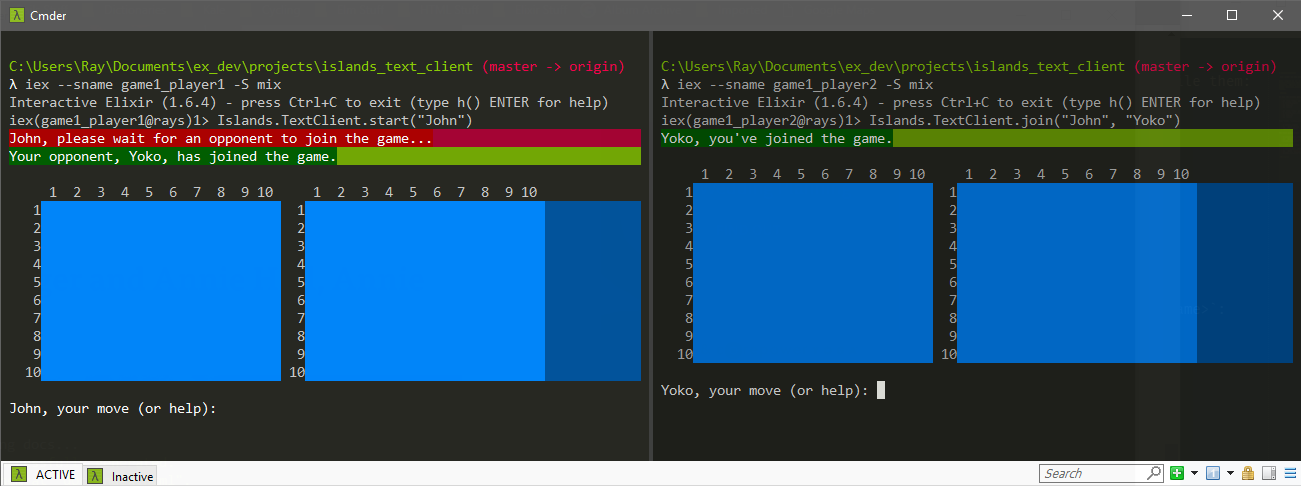 Cmder
C:\Users\Ray\Documents\ex_dev\projects\islands_text_client (master -> origin)
λ iex --sname game1_player1 -S mix
Interactive Elixir (1.6.4) - press Ctrl+C to exit (type h() ENTER for help)
iex(game1_player1@rays)1> Islands.TextClient.start("John")
John, please wait for an opponent to join the game...
Your opponent, Yoko, has joined the game.
1 2 3 4 5 6 7 8 9 10 1 2 3 4 5 6 7 8 9 10
1 1
2 2
3 3
4 4
5 5
6 6
7 7
8 8
9 9
10 10
John, your move (or help):
C:\Users\Ray\Documents\ex_dev\projects\islands_text_client (master -> origin)
λ iex --sname game1_player2 -S mix
Interactive Elixir (1.6.4) - press Ctrl+C to exit (type h() ENTER for help)
iex(game1_player2@rays)1> Islands.TextClient.join("John", "Yoko")
Yoko, you've joined the game.
1 2 3 4 5 6 7 8 9 10 1 2 3 4 5 6 7 8 9 10
1 1
2 2
3 3
4 4
5 5
6 6
7 7
8 8
9 9
10 10
Yoko, your move (or help):
λ ACTIVE λ Inactive Search